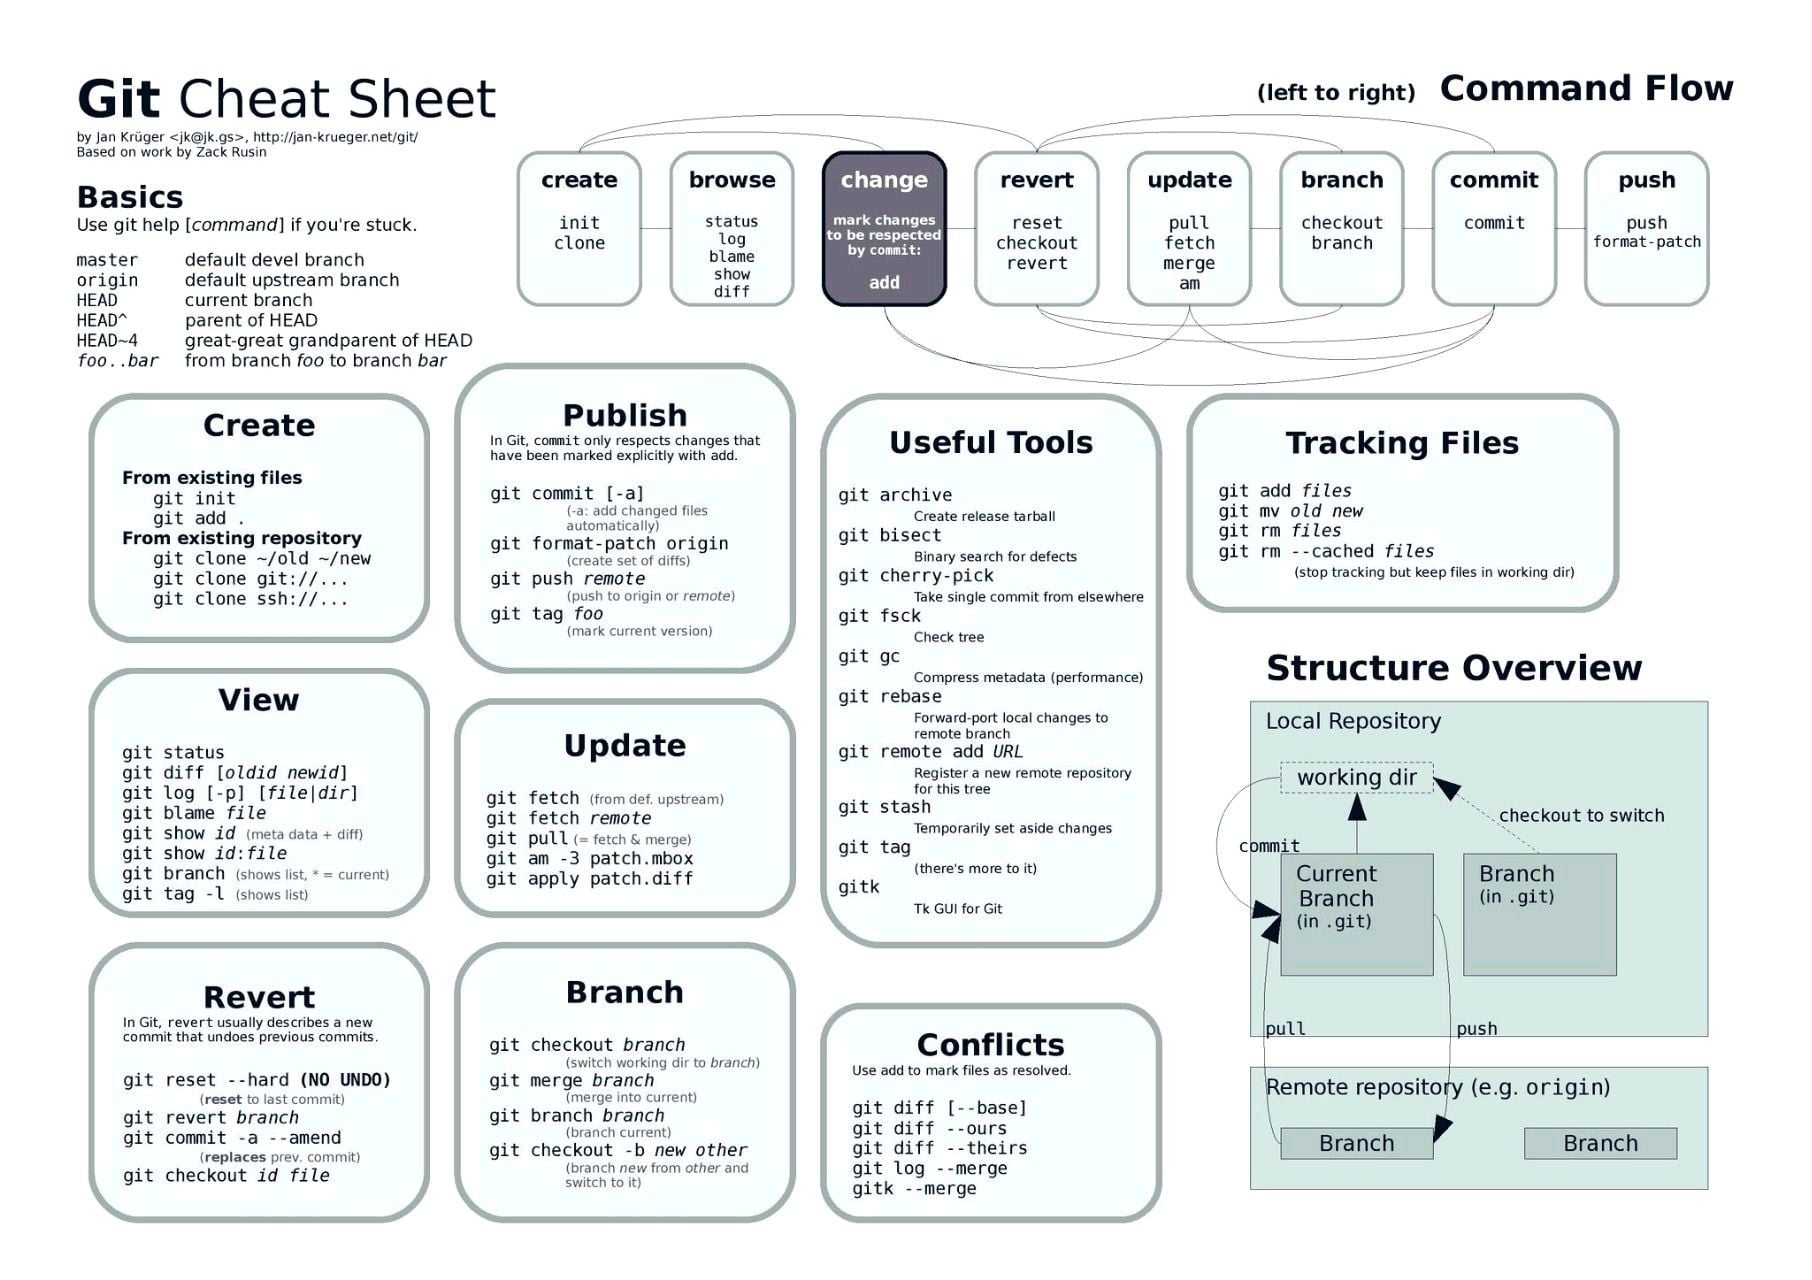 Git Cheat Sheet
by Jan Krüger <jk@jk.gs>, http://jan-krueger.net/git/
Based on work by Zack Rusin
Basics
Use git help [command] if you're stuck.
master default devel branch
origin default upstream branch
HEAD current branch
HEAD^ parent of HEAD
HEAD~4 great-great grandparent of HEAD
foo..bar from branch foo to branch bar
(left to right) Command Flow
create
init
clone
browse
status
log
blame
show
diff
change
mark changes
to be respected
by commit:
add
revert
reset
checkout
revert
update
pull
fetch
merge
am
branch
checkout
branch
commit
commit
push
push
format-patch
Create
From existing files
git init
git add .
From existing repository
git clone ~/old ~/new
git clone git://...
git clone ssh://...
View
git status
git diff [oldid newid]
git log [-p] [file|dir]
git blame file
git show id (meta data + diff)
git show id:file
git branch (shows list, * = current)
git tag -l (shows list)
Revert
In Git, revert usually describes a new
commit that undoes previous commits.
git reset --hard (NO UNDO)
(reset to last commit)
git revert branch
git commit -a --amend
(replaces prev. commit)
git checkout id file
Publish
In Git, commit only respects changes that
have been marked explicitly with add.
git commit [-a]
(-a: add changed files
automatically)
git format-patch origin
(create set of diffs)
git push remote
(push to origin or remote)
git tag foo
(mark current version)
Update
git fetch (from def. upstream)
git fetch remote
git pull (= fetch & merge)
git am -3 patch.mbox
git apply patch.diff
Branch
git checkout branch
(switch working dir to branch)
git merge branch
(merge into current)
git branch branch
(branch current)
git checkout -b new other
(branch new from other and
switch to it)
Useful Tools
git archive
Create release tarball
git bisect
Binary search for defects
git cherry-pick
Take single commit from elsewhere
git fsck
Check tree
git gc
Compress metadata (performance)
git rebase
Forward-port local changes to
remote branch
git remote add URL
Register a new remote repository
for this tree
git stash
Temporarily set aside changes
git tag
(there's more to it)
gitk
Tk GUI for Git
Conflicts
Use add to mark files as resolved.
git diff [--base]
git diff --ours
git diff --theirs
git log --merge
gitk --merge
Tracking Files
git add files
git mv old new
git rm files
git rm --cached files
(stop tracking but keep files in working dir)
Structure Overview
Local Repository
working dir
checkout to switch
commit
Current
Branch
(in .git)
Branch
(in .git)
pull
push
Remote repository (e.g. origin)
Branch
Branch